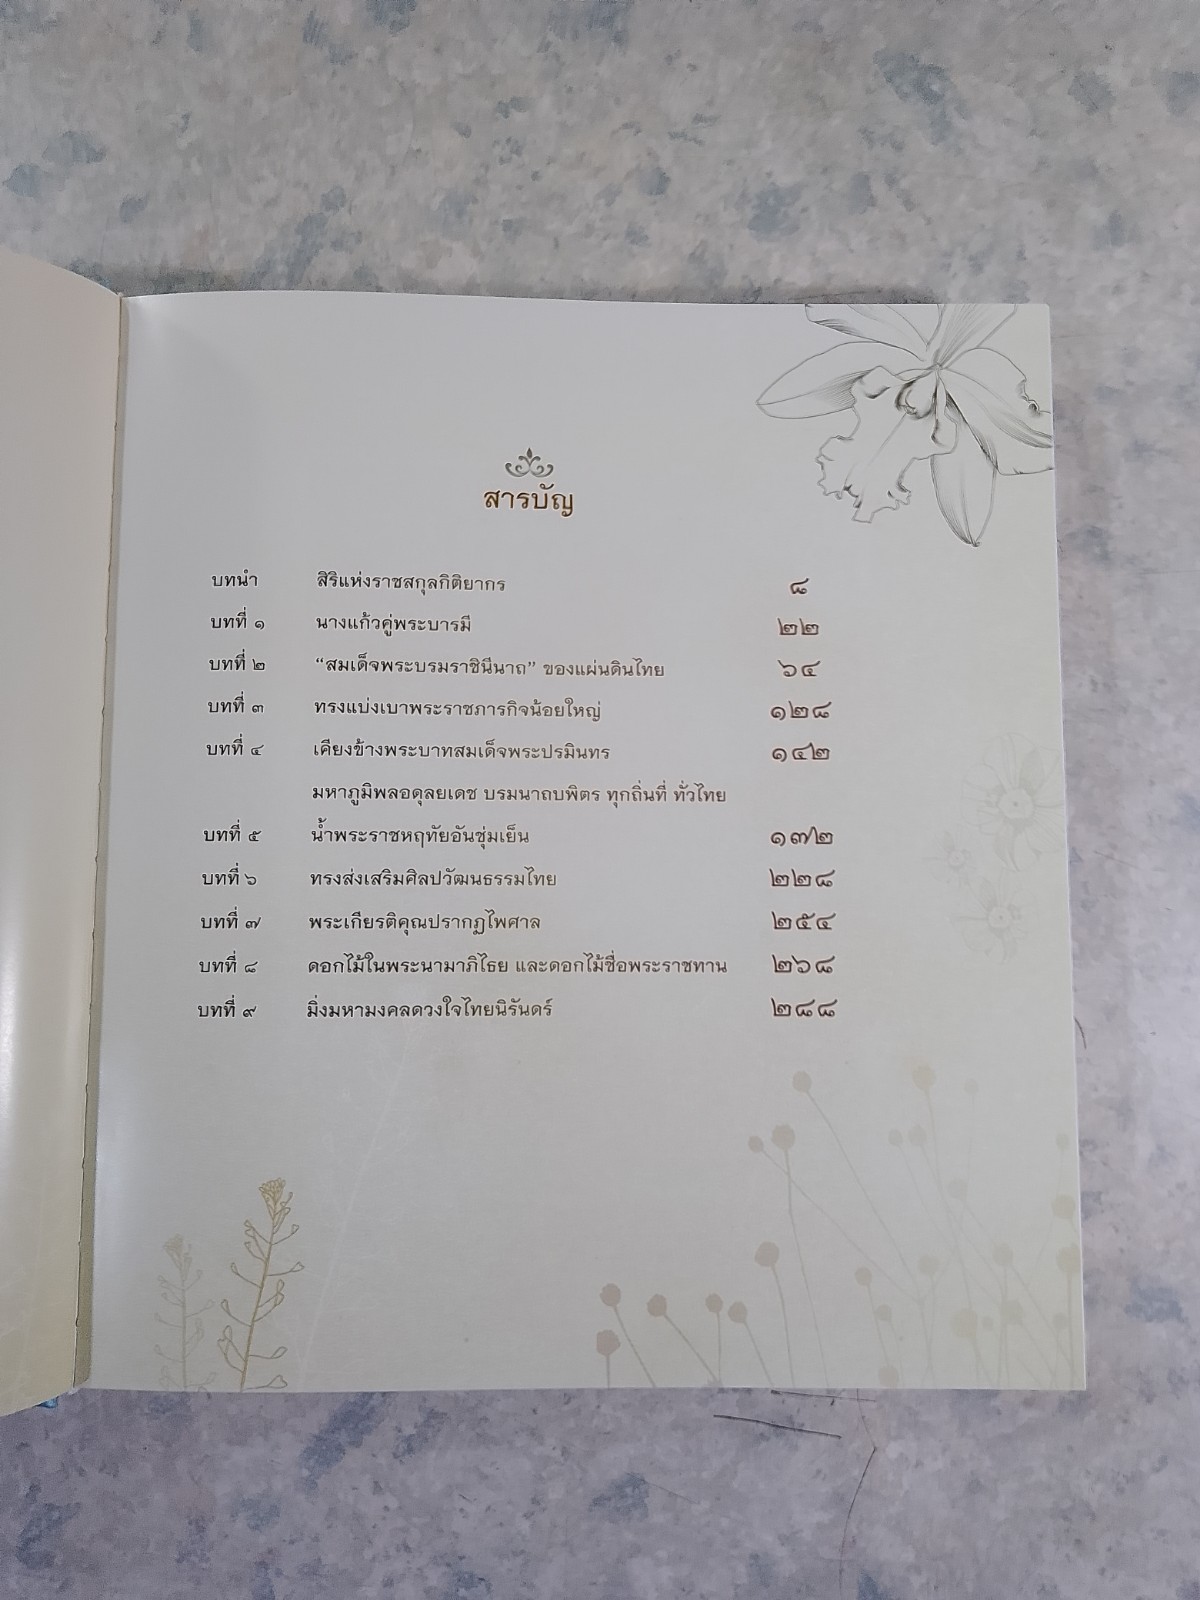 สารบัญ
บทนำ สิริแห่งราชสกุลกิติยากร ๘
บทที่ ๑ นางแก้วคู่พระบารมี ๒๒
บทที่ ๒ “สมเด็จพระบรมราชินีนาถ” ของแผ่นดินไทย ๖๔
บทที่ ๓ ทรงแบ่งเบาพระราชภารกิจน้อยใหญ่ ๑๒๘
บทที่ ๔ เคียงข้างพระบาทสมเด็จพระปรมินทร ๑๔๒
มหาภูมิพลอดุลยเดช บรมนาถบพิตร ทุกถิ่นที่ ทั่วไทย
บทที่ ๕ น้ำพระราชหฤทัยอันชุ่มเย็น ๑๗๒
บทที่ ๖ ทรงส่งเสริมศิลปวัฒนธรรมไทย ๒๒๘
บทที่ ๗ พระเกียรติคุณปรากฏไพศาล ๒๕๔
บทที่ ๘ ดอกไม้ในพระนามาภิไธย และดอกไม้ชื่อพระราชทาน ๒๖๘
บทที่ ๙ มิ่งมหามงคลดวงใจไทยนิรันดร์ ๒๘๘